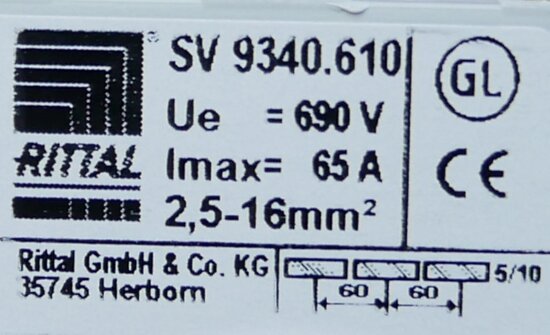 SV 9340.610
Ue = 690 V
Imax= 65 A
2,5-16mm²
RITTAL
GL
CE
Rittal GmbH & Co. KG
35745 Herborn
5/10
60 60